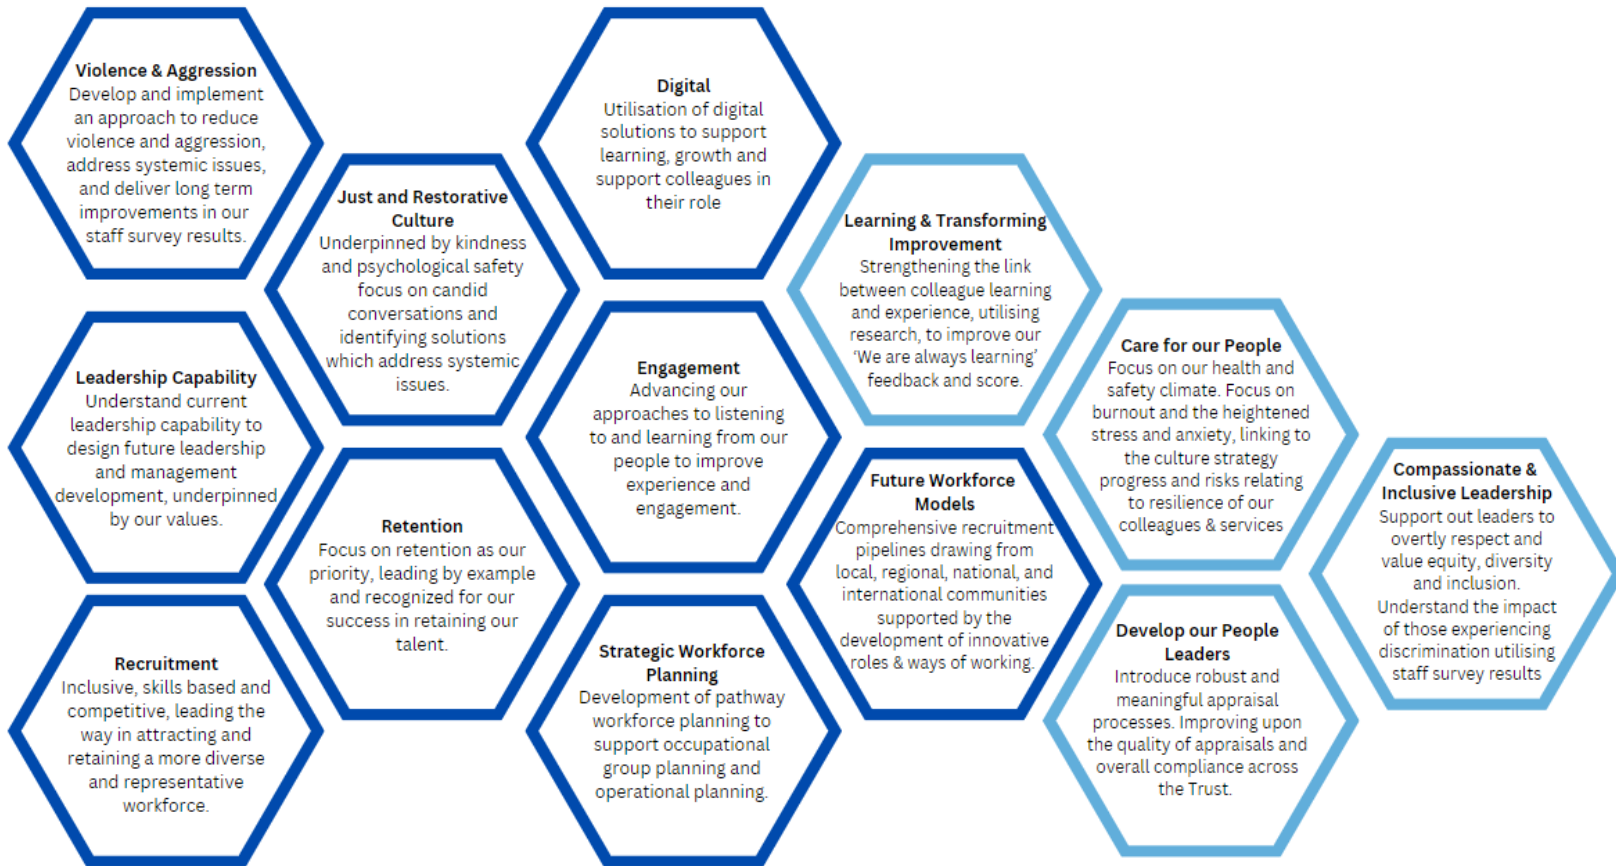 Violence & Aggression
Develop and implement
an approach to reduce
violence and aggression,
address systemic issues,
and deliver long term
improvements in our
staff survey results.
Leadership Capability
Understand current
leadership capability to
design future leadership
and management
development, underpinned
by our values.
Recruitment
Inclusive, skills based and
competitive, leading the
way in attracting and
retaining a more diverse
and representative
workforce.
Just and Restorative
Culture
Underpinned by kindness
and psychological safety
focus on candid
conversations and
identifying solutions
which address systemic
issues.
Retention
Focus on retention as our
priority, leading by example
and recognized for our
success in retaining our
talent.
Digital
Utilisation of digital
solutions to support
learning, growth and
support colleagues in
their role
Engagement
Advancing our
approaches to listening
to and learning from our
people to improve
experience and
engagement.
Strategic Workforce
Planning
Development of pathway
workforce planning to
support occupational
group planning and
operational planning.
Learning & Transforming
Improvement
Strengthening the link
between colleague learning
and experience, utilising
research, to improve our
'We are always learning'
feedback and score.
Future Workforce
Models
Comprehensive recruitment
pipelines drawing from
local, regional, national, and
international communities
supported by the
development of innovative
roles & ways of working.
Care for our People
Focus on our health and
safety climate. Focus on
burnout and the heightened
stress and anxiety, linking to
the culture strategy
progress and risks relating
to resilience of our
colleagues & services
Develop our People
Leaders
Introduce robust and
meaningful appraisal
processes. Improving upon
the quality of appraisals and
overall compliance across
the Trust.
Compassionate &
Inclusive Leadership
Support out leaders to
overtly respect and
value equity, diversity
and inclusion.
Understand the impact
of those experiencing
discrimination utilising
staff survey results